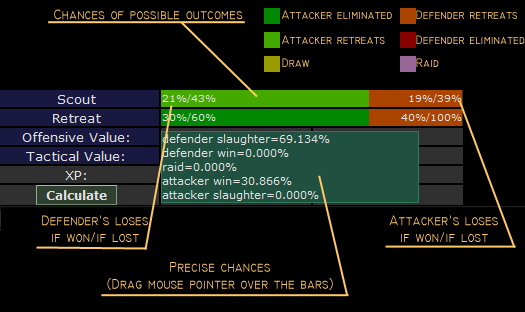 Chances of possible outcomes
Attacker eliminated
Defender retreats
Attacker retreats
Defender eliminated
Draw
Raid
Scout 21%/43% 19%/39%
Retreat 30%/60% 40%/100%
Offensive Value: defender slaughter=69.134%
Tactical Value: defender win=0.000%
raid=0.000%
XP: attacker win=30.866%
Calculate attacker slaughter=0.000%
Defender's loses
if won/if lost
Attacker's loses
if won/if lost
Precise chances
(Drag mouse pointer over the bars)